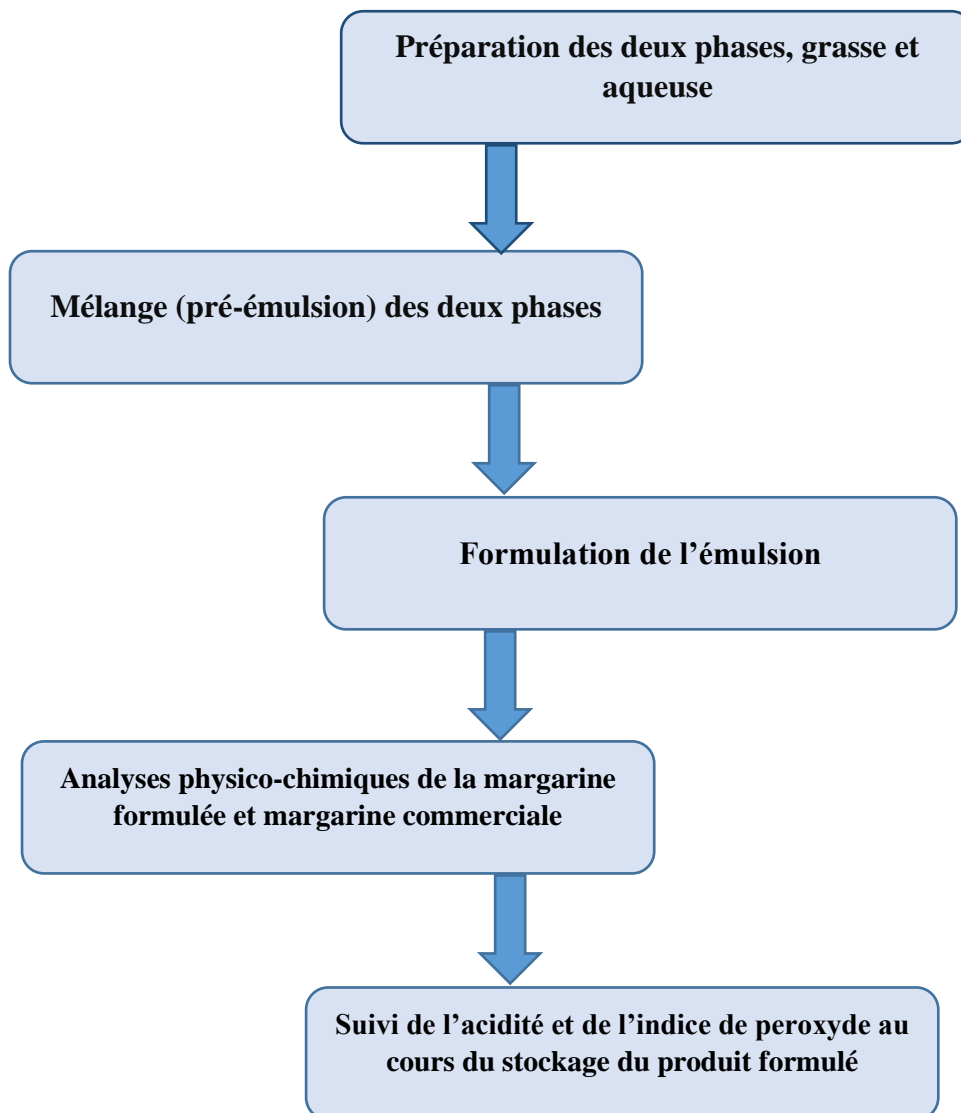 Préparation des deux phases, grasse et
aqueuse
Mélange (pré-émulsion) des deux phases
Formulation de l’émulsion
Analyses physico-chimiques de la margarine
formulée et margarine commerciale
Suivi de l’acidité et de l’indice de peroxyde au
cours du stockage du produit formulé